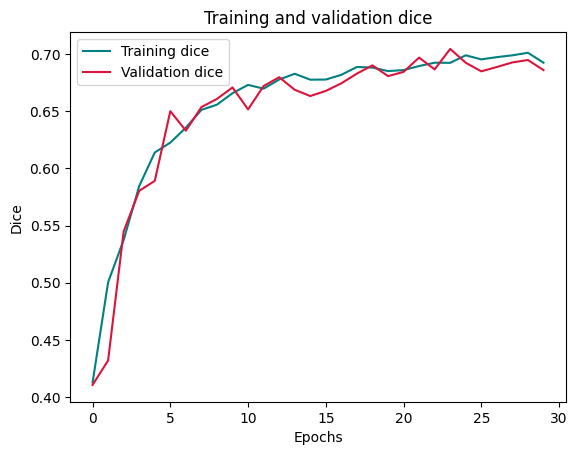 Training and validation dice
Training dice
Validation dice
Dice
0.70
0.65
0.60
0.55
0.50
0.45
0.40
0 5 10 15 20 25 30
Epochs